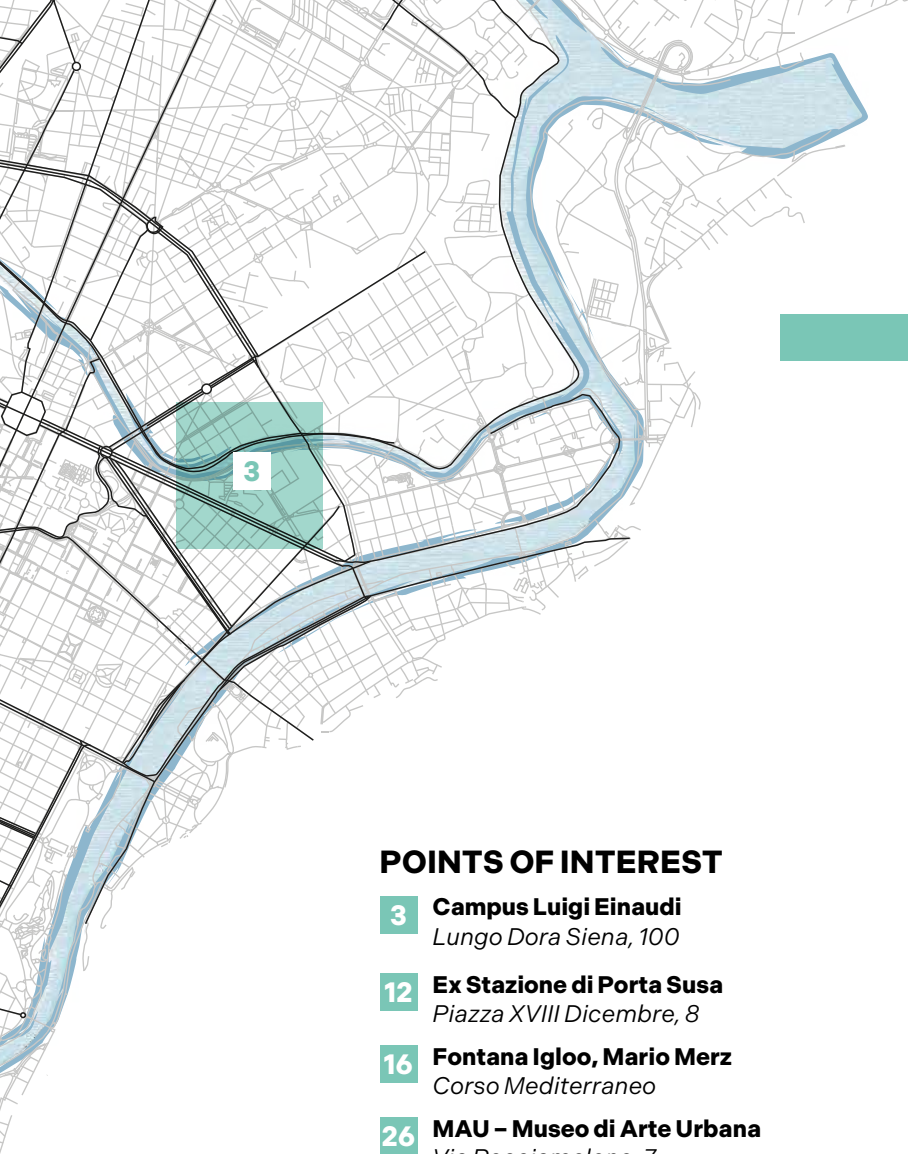 3
POINTS OF INTEREST
3 Campus Luigi Einaudi
Lungo Dora Siena, 100
12 Ex Stazione di Porta Susa
Piazza XVIII Dicembre, 8
16 Fontana Igloo, Mario Merz
Corso Mediterraneo
26 MAU – Museo di Arte Urbana